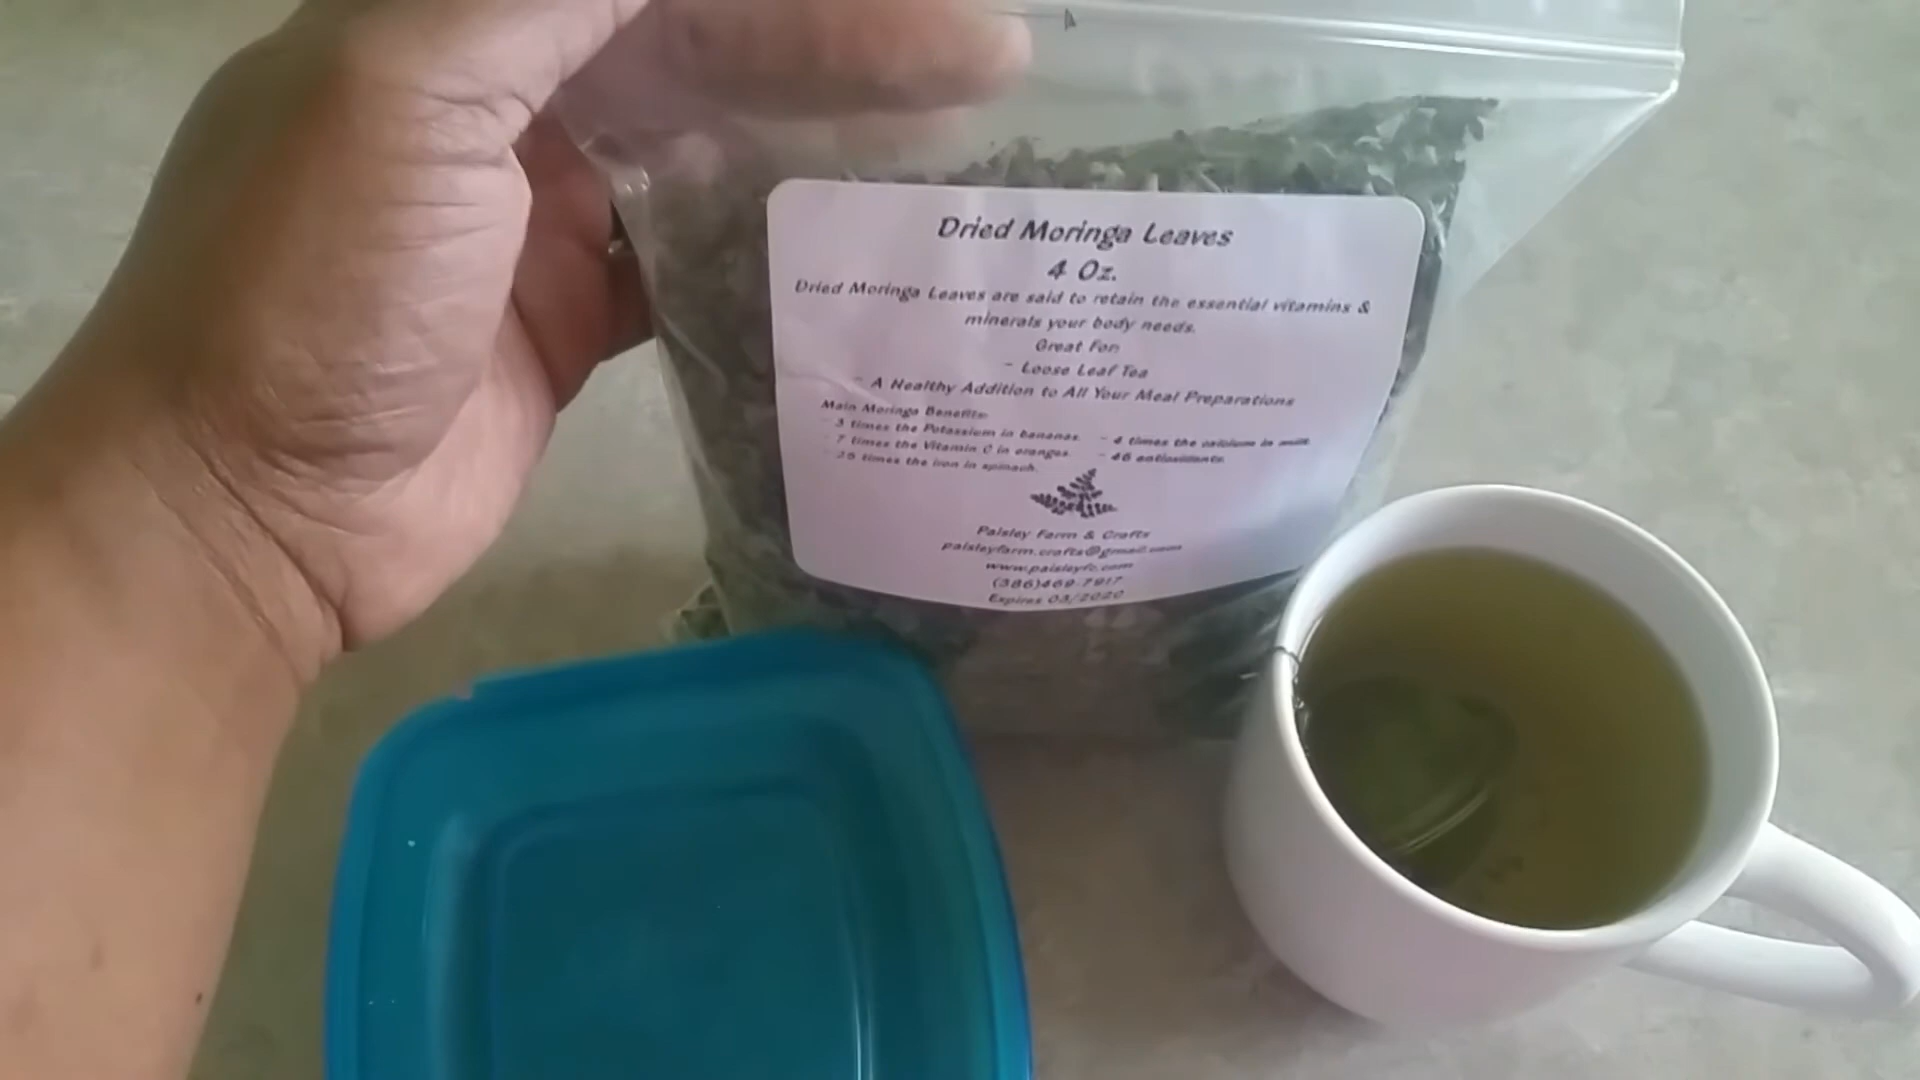 Dried Moringa Leaves
4 Oz.
Dried Moringa Leaves are said to retain the essential vitamins &
minerals your body needs.
Great For:
- Loose Leaf Tea
- A Healthy Addition to All Your Meal Preparations
Main Moringa Benefits:
- 3 times the Potassium in bananas.
- 7 times the Vitamin C in oranges.
- 25 times the iron in spinach.
- 4 times the calcium in milk.
- 46 antioxidants.
Paisley Farm & Crafts
paisleyfarm.crafts@gmail.com
www.paisleyfc.com
(386)469-7917
Expires 03/2020